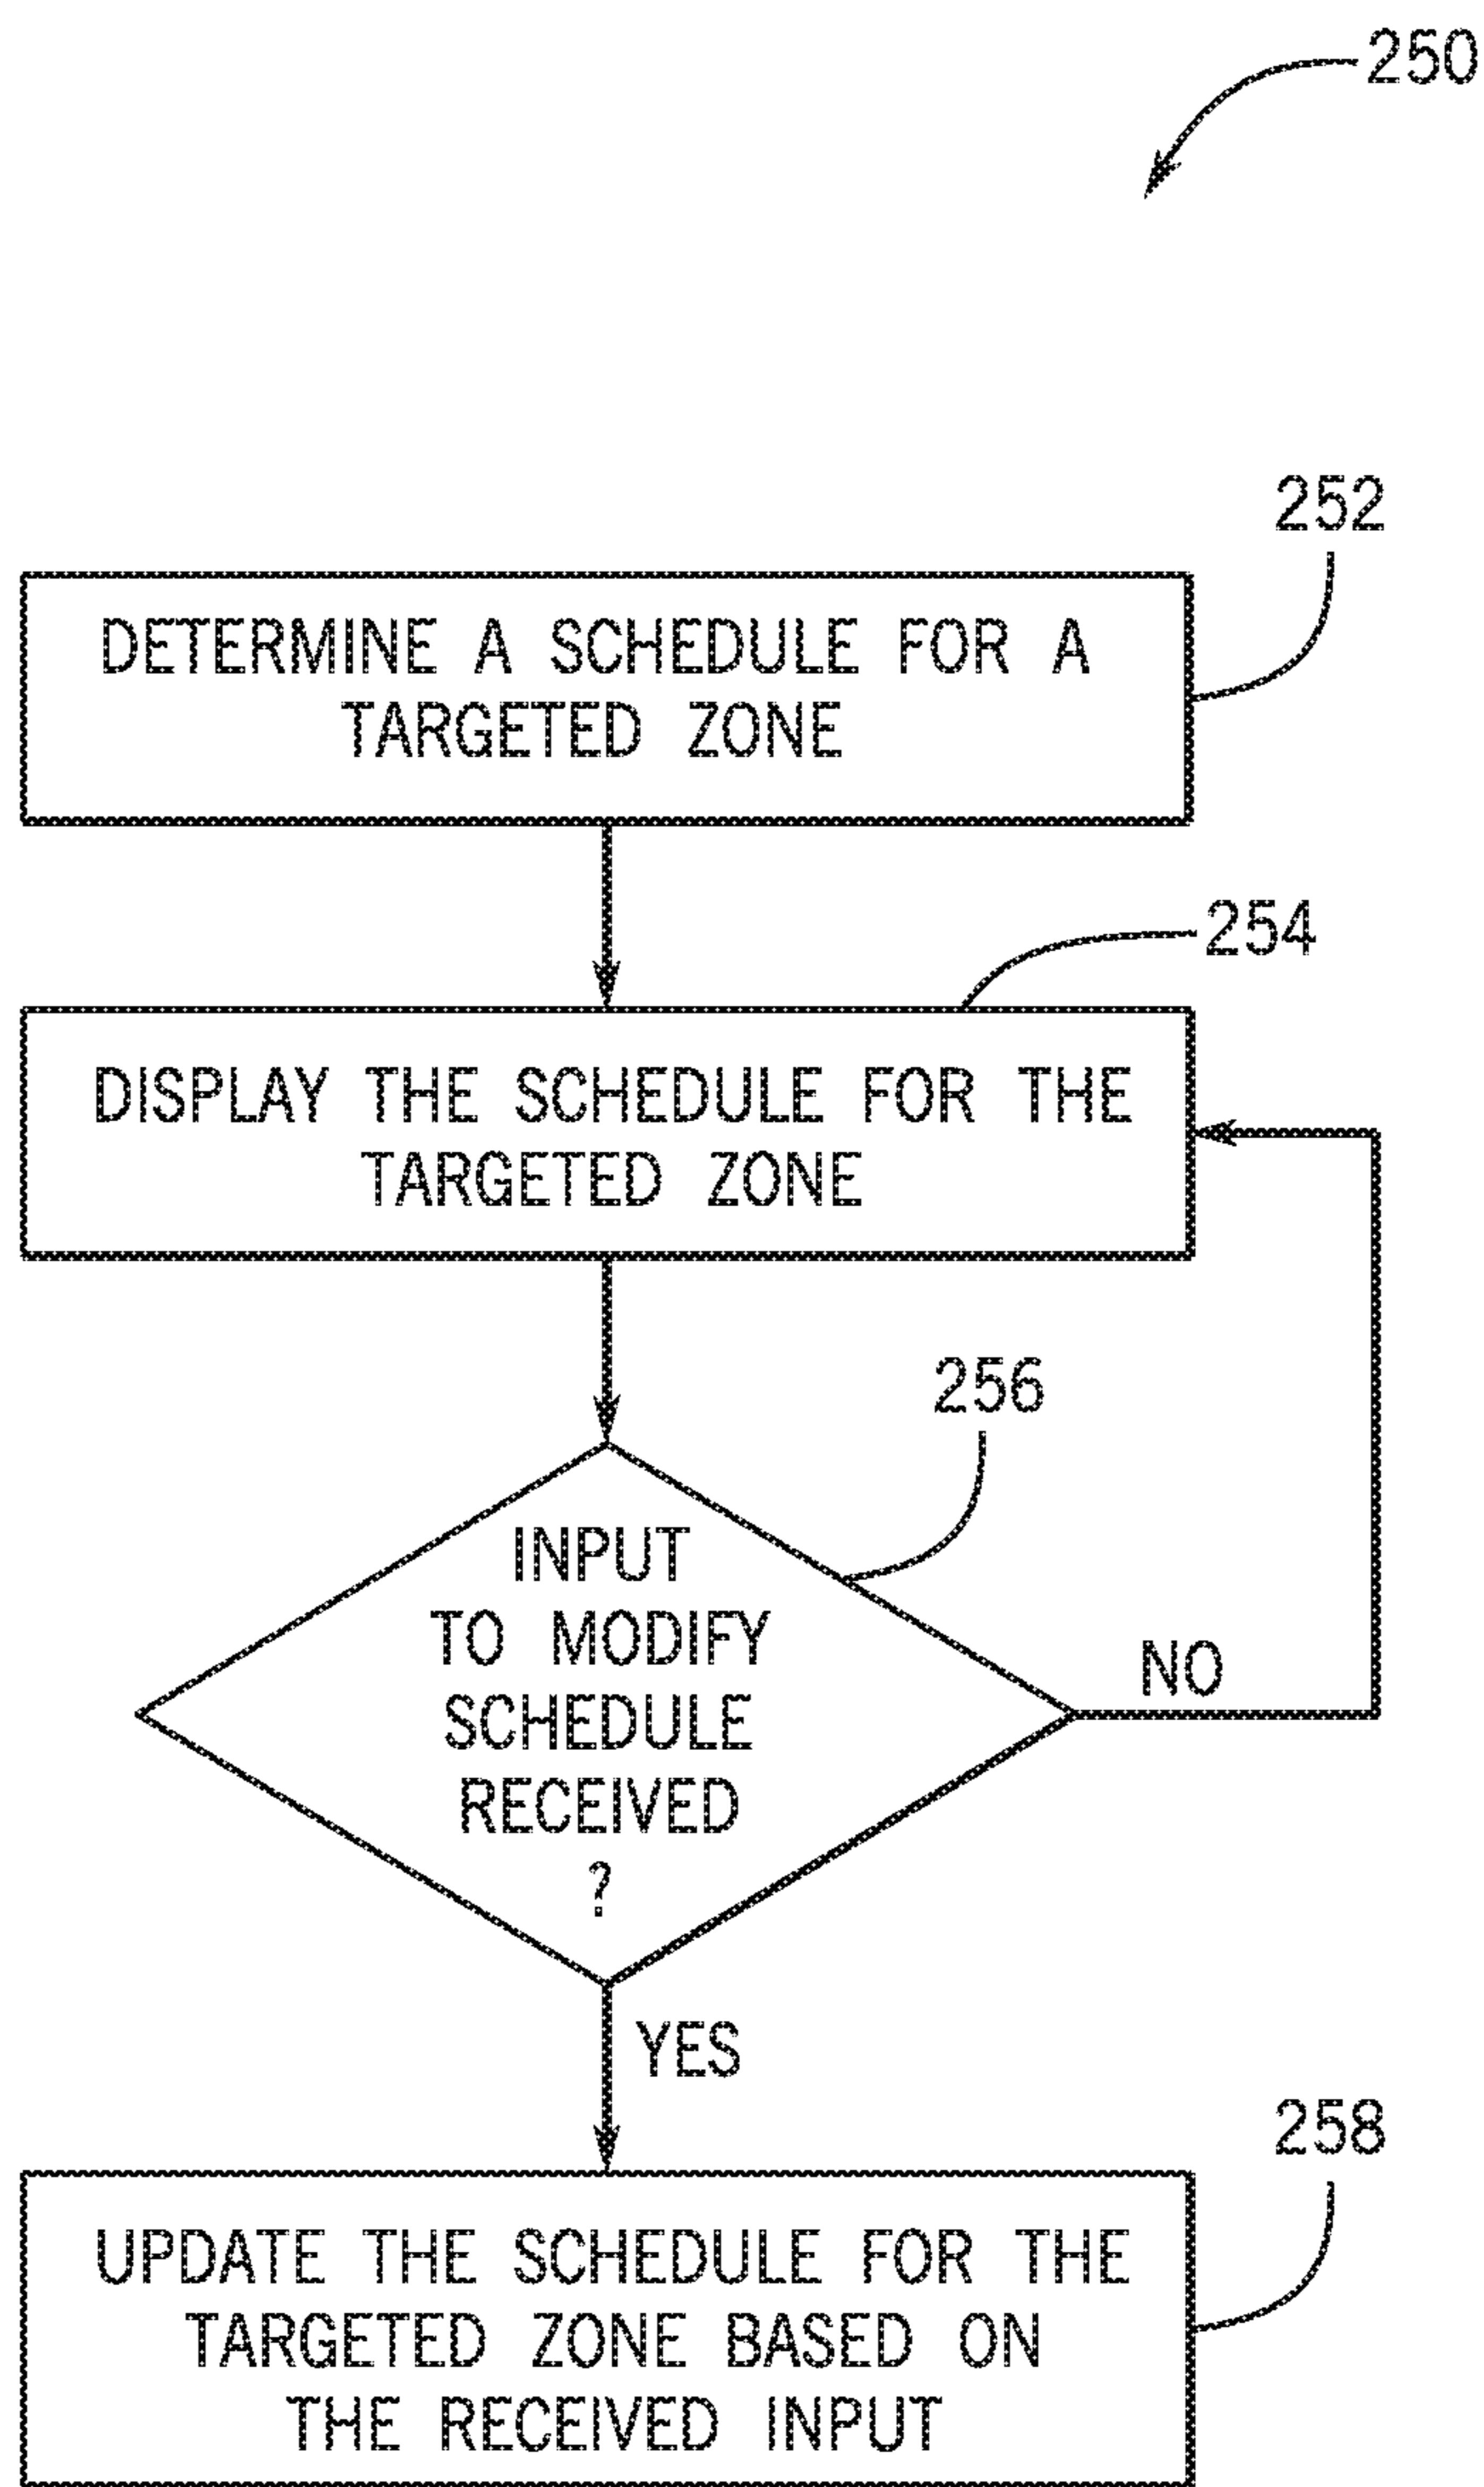 250
252
DETERMINE A SCHEDULE FOR A
TARGETED ZONE
254
DISPLAY THE SCHEDULE FOR THE
TARGETED ZONE
256
INPUT
TO MODIFY
SCHEDULE
RECEIVED
?
NO
YES
258
UPDATE THE SCHEDULE FOR THE
TARGETED ZONE BASED ON
THE RECEIVED INPUT